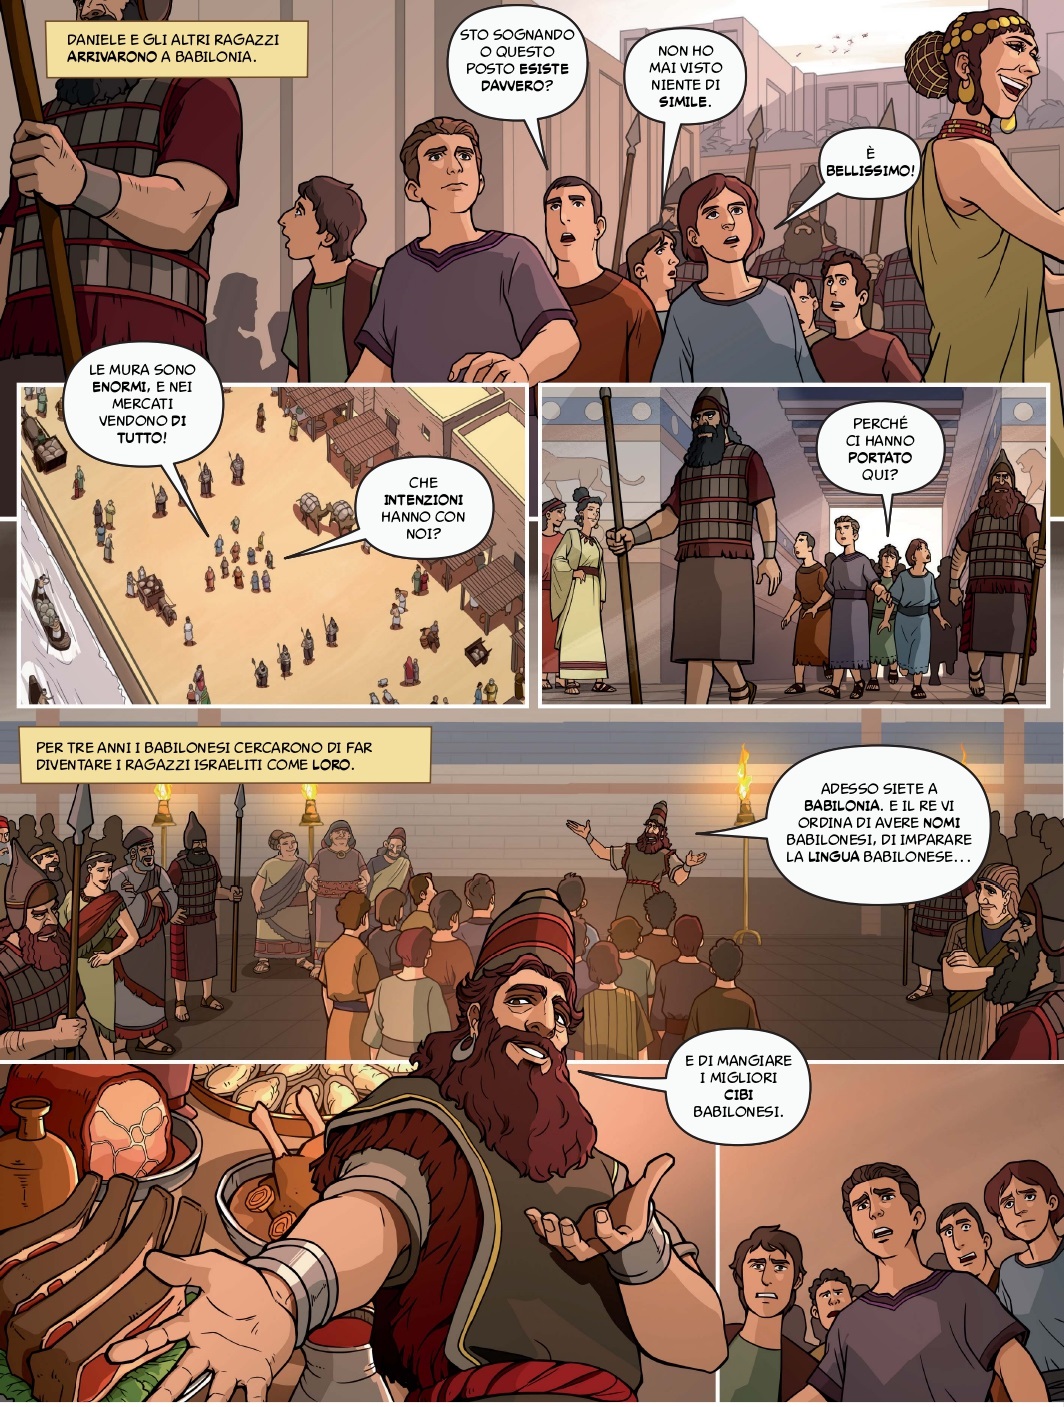 DANIELE E GLI ALTRI RAGAZZI
ARRIVARONO A BABILONIA.
STO SOGNANDO
O QUESTO
POSTO ESISTE
DAVVERO?
NON HO
MAI VISTO
NIENTE DI
SIMILE.
È
BELLISSIMO!
LE MURA SONO
ENORMI, E NEI
MERCATI
VENDONO DI
TUTTO!
CHE
INTENZIONI
HANNO CON
NOI?
PERCHÉ
CI HANNO
PORTATO
QUI?
PER TRE ANNI I BABILONESI CERCARONO DI FAR
DIVENTARE I RAGAZZI ISRAELITI COME LORO.
ADESSO SIETE A
BABILONIA. E IL RE VI
ORDINA DI AVERE NOMI
BABILONESI, DI IMPARARE
LA LINGUA BABILONESE...
E DI MANGIARE
I MIGLIORI
CIBI
BABILONESI.